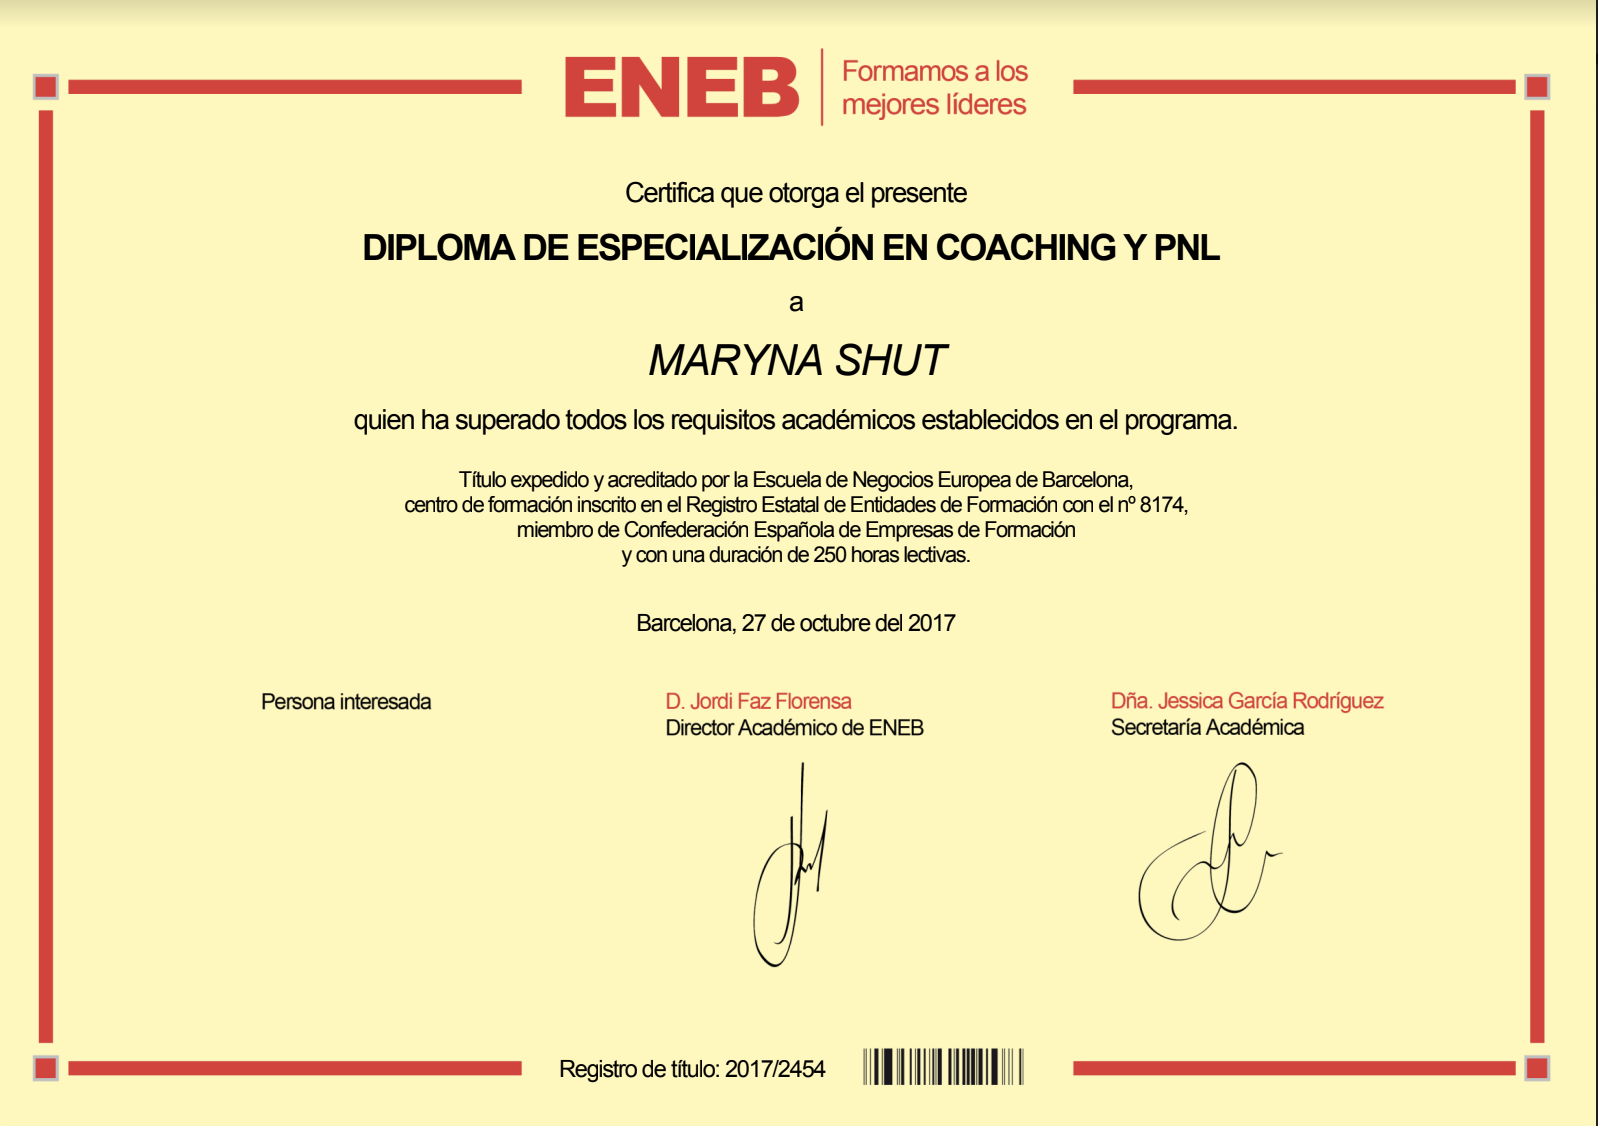 ENEB
Formamos a los
mejores líderes
Certifica que otorga el presente
DIPLOMA DE ESPECIALIZACIÓN EN COACHING Y PNL
a
MARYNA SHUT
quien ha superado todos los requisitos académicos establecidos en el programa.
Título expedido y acreditado por la Escuela de Negocios Europea de Barcelona,
centro de formación inscrito en el Registro Estatal de Entidades de Formación con el nº 8174,
miembro de Confederación Española de Empresas de Formación
y con una duración de 250 horas lectivas.
Barcelona, 27 de octubre del 2017
Persona interesada
D. Jordi Faz Florensa
Director Académico de ENEB
Dña. Jessica García Rodríguez
Secretaría Académica
Registro de título: 2017/2454